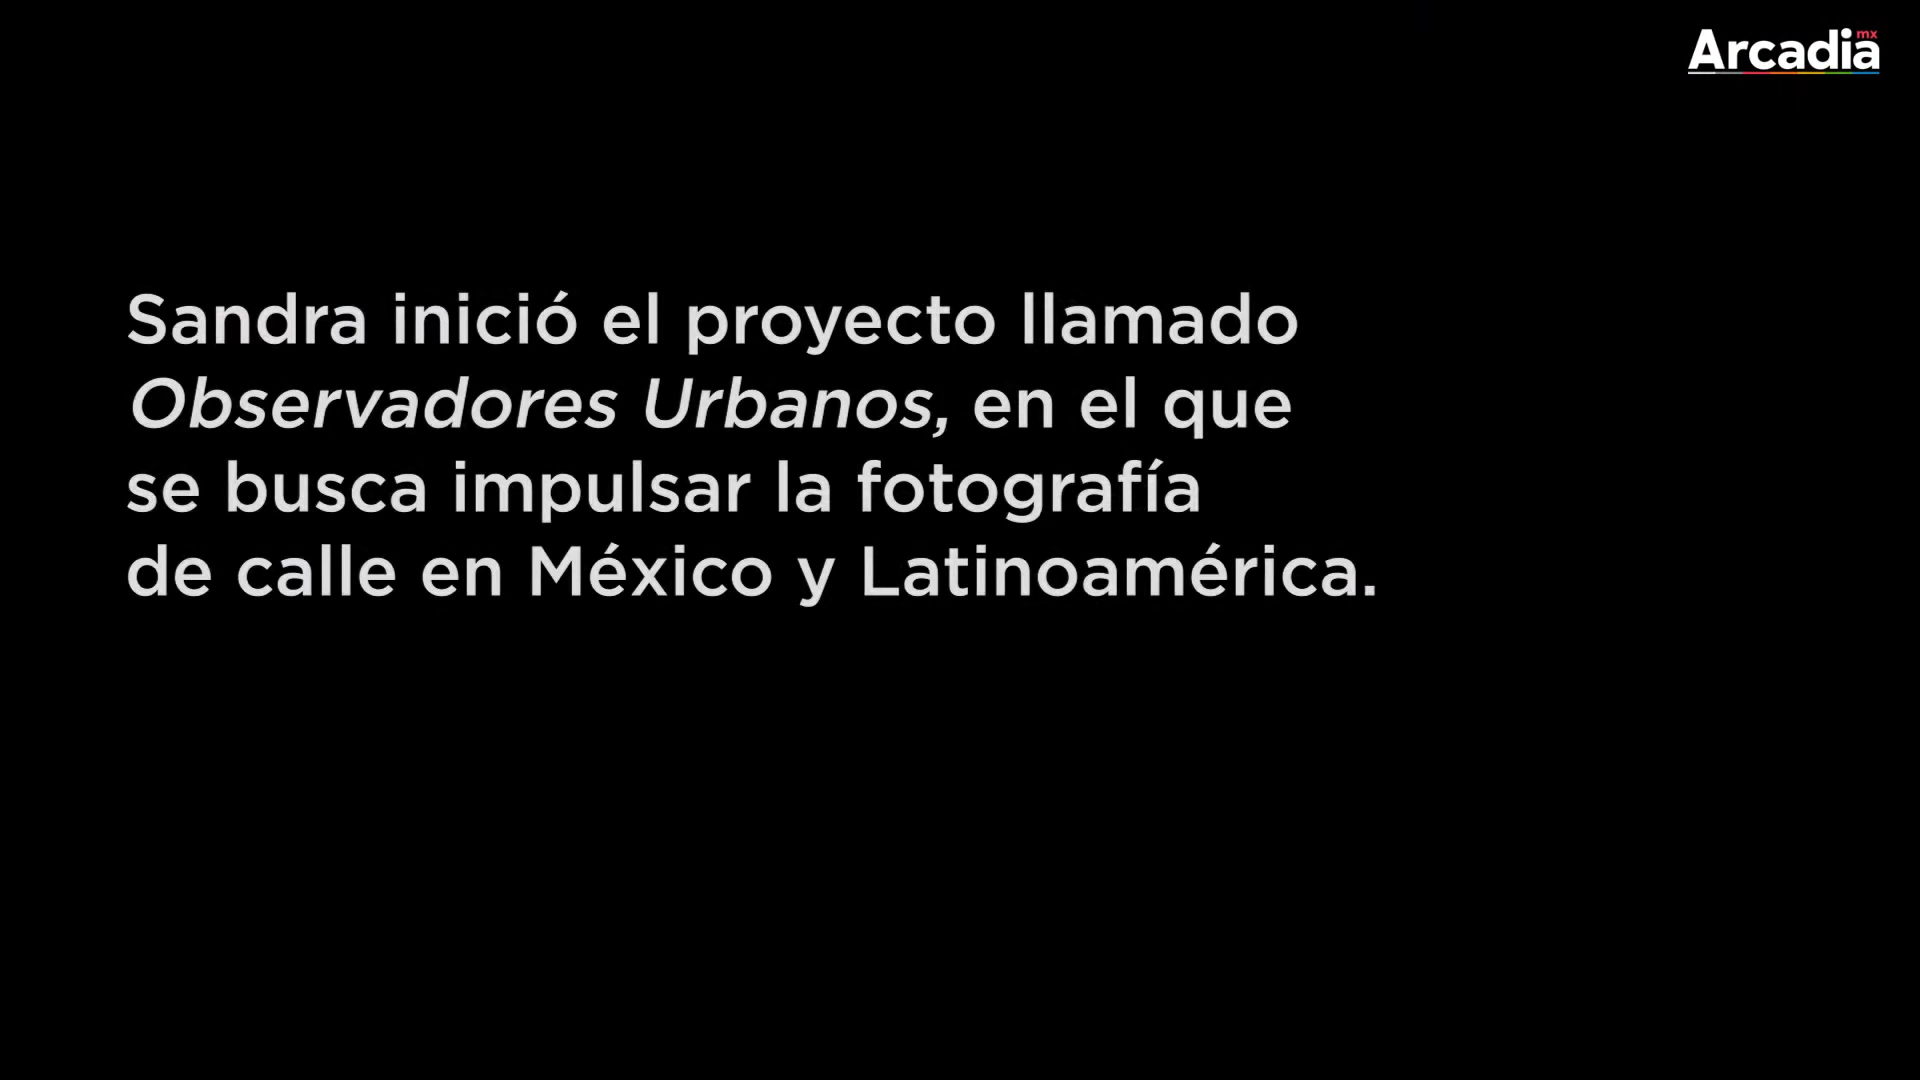 Arcadia mx
Sandra inició el proyecto llamado
Observadores Urbanos, en el que
se busca impulsar la fotografía
de calle en México y Latinoamérica.